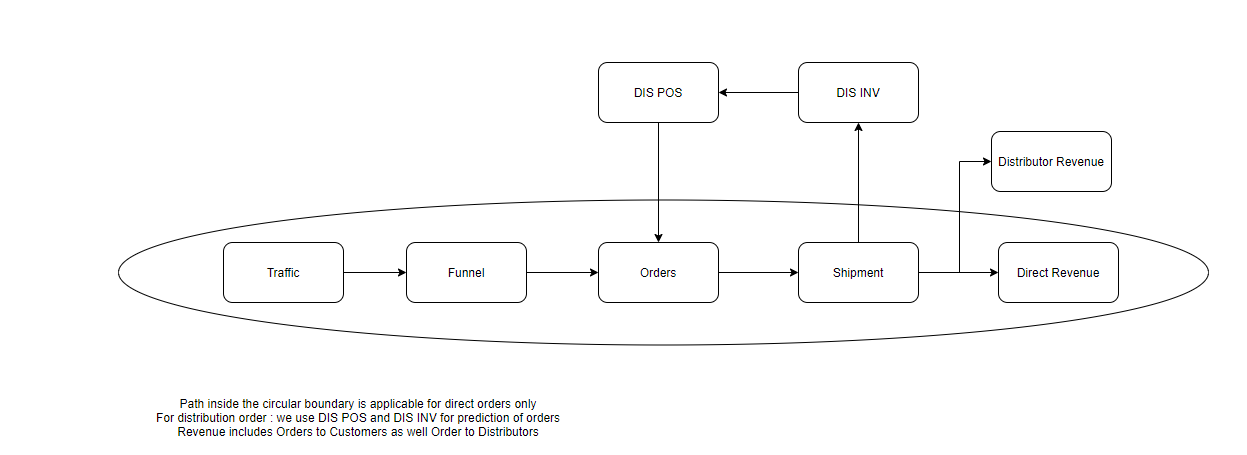 DIS POS
DIS INV
Distributor Revenue
Traffic
Funnel
Orders
Shipment
Direct Revenue
Path inside the circular boundary is applicable for direct orders only
For distribution order : we use DIS POS and DIS INV for prediction of orders
Revenue includes Orders to Customers as well Order to Distributors